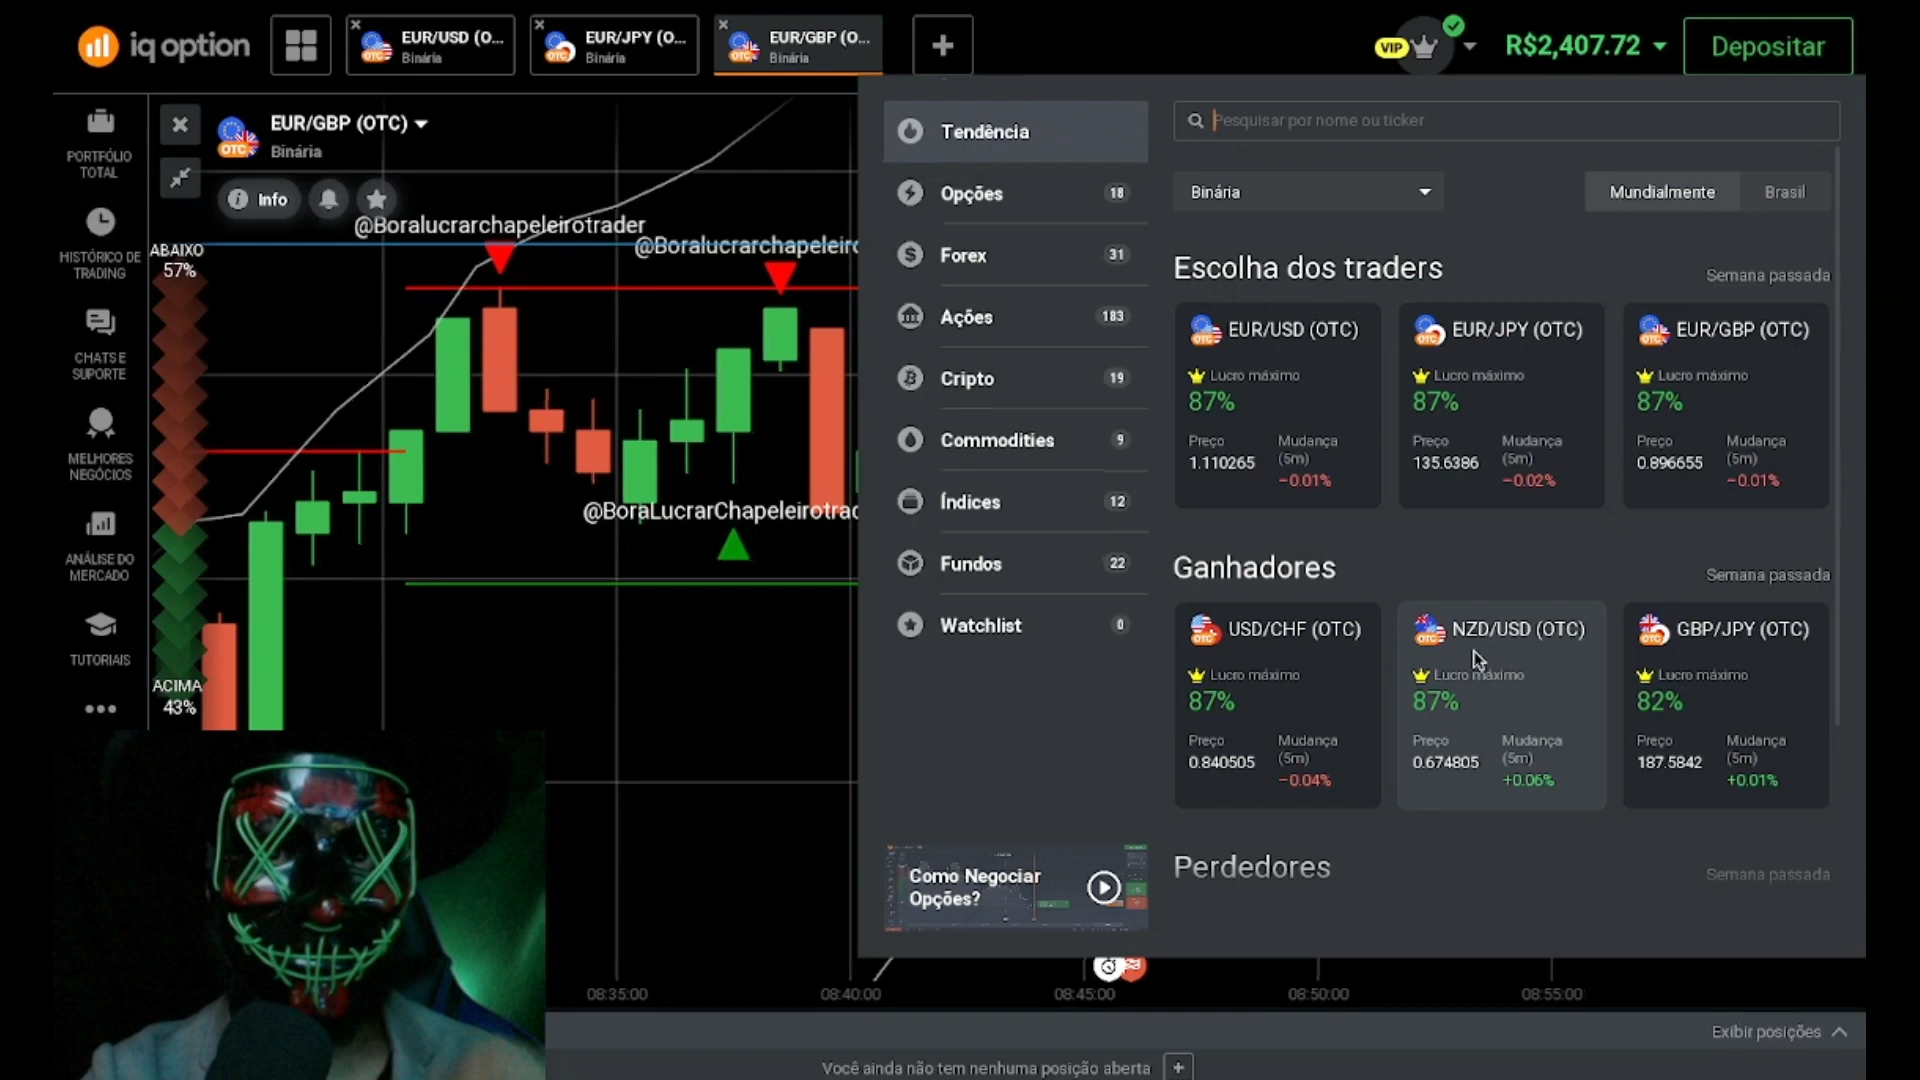 iq option
EUR/USD (O...
Binária
EUR/JPY (O...
Binária
EUR/GBP (O...
Binária
+
VIP
R$2,407.72
Depositar
PORTFÓLIO
TOTAL
HISTÓRICO DE
TRADING
CHATS E
SUPORTE
MELHORES
NEGÓCIOS
ANÁLISE DO
MERCADO
TUTORIAIS
EUR/GBP (OTC)
Binária
OTC
Info
@Boralucrarchapeleirotrader
@Boralucrarchapeleiro
ABAIXO
57%
@BoraLucrarChapeleirotrad
ACIMA
43%
Tendência
Opções 18
Forex 31
Ações 183
Cripto 19
Commodities 9
Índices 12
Fundos 22
Watchlist 0
Como Negociar
Opções?
Pesquisar por nome ou ticker
Binária
Mundialmente
Brasil
Escolha dos traders
Semana passada
EUR/USD (OTC)
Lucro máximo
87%
Preço
1.110265
Mudança
(5m)
-0.01%
EUR/JPY (OTC)
Lucro máximo
87%
Preço
135.6386
Mudança
(5m)
-0.02%
EUR/GBP (OTC)
Lucro máximo
87%
Preço
0.896655
Mudança
(5m)
-0.01%
Ganhadores
Semana passada
USD/CHF (OTC)
Lucro máximo
87%
Preço
0.840505
Mudança
(5m)
-0.04%
NZD/USD (OTC)
Lucro máximo
87%
Preço
0.674805
Mudança
(5m)
+0.06%
GBP/JPY (OTC)
Lucro máximo
82%
Preço
187.5842
Mudança
(5m)
+0.01%
Perdedores
Semana passada
08:35:00
08:40:00
08:45:00
08:50:00
08:55:00
Exibir posições
Você ainda não tem nenhuma posição aberta +